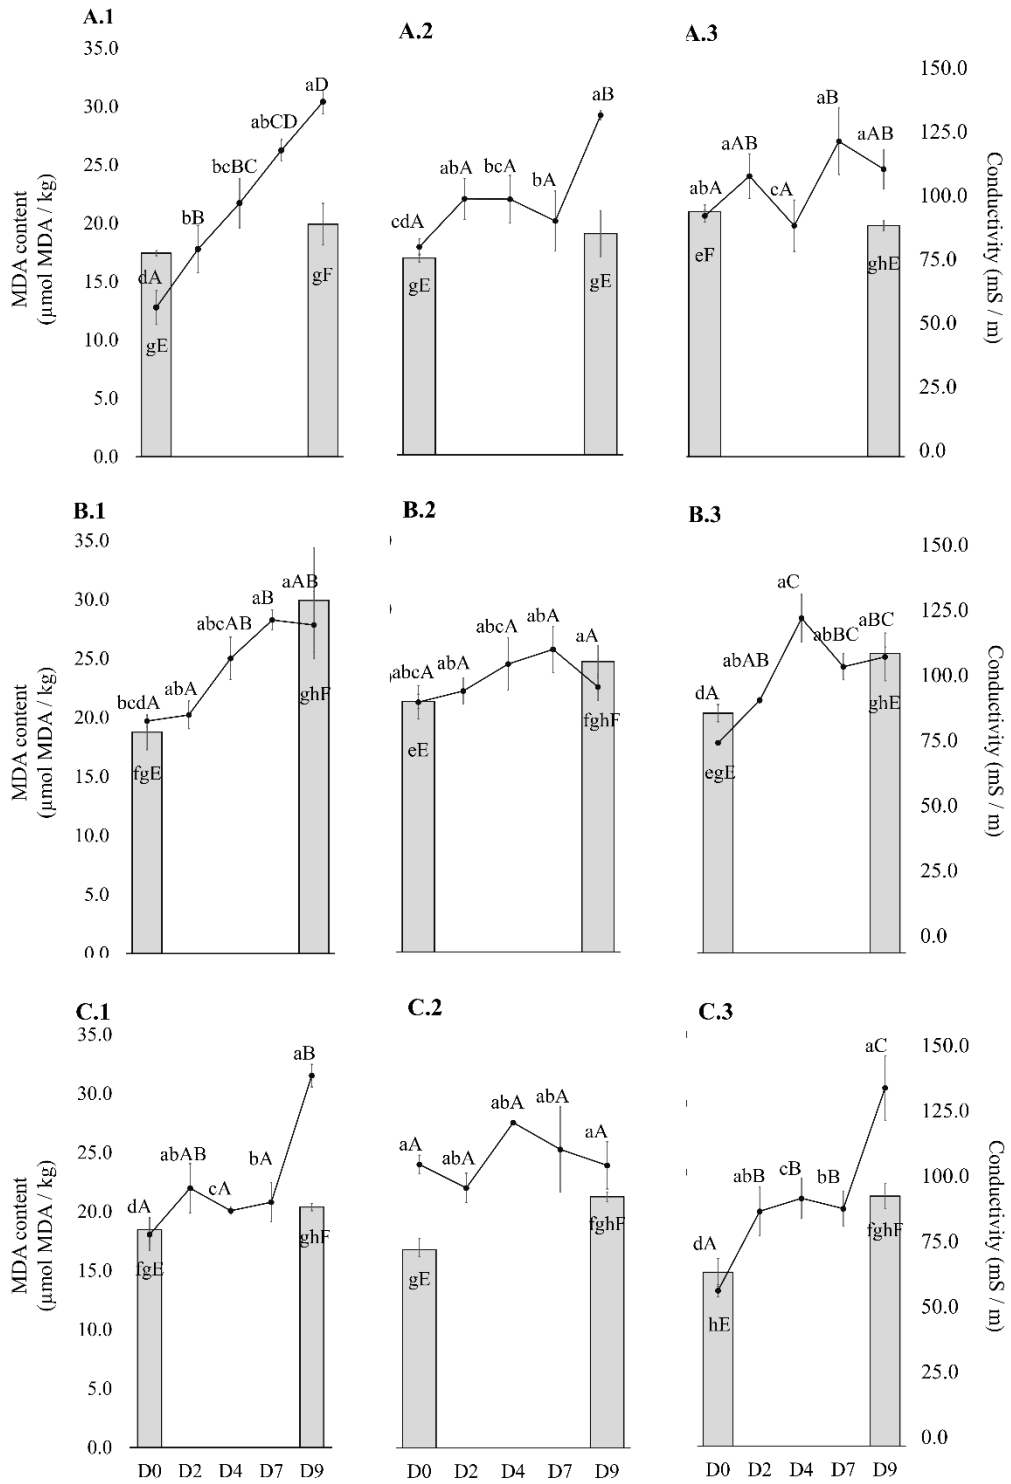 A.1
A.2
A.3
35.0
30.0
25.0
20.0
15.0
10.0
5.0
0.0
MDA content
(µmol MDA / kg)
dA
bB
bcBC
abCD
aD
gE
gF
cdA
abA
bcA
bA
aB
gE
gE
abA
aAB
cA
aB
aAB
eF
ghE
150.0
125.0
100.0
75.0
50.0
25.0
0.0
Conductivity (mS / m)
B.1
B.2
B.3
35.0
30.0
25.0
20.0
15.0
10.0
5.0
0.0
MDA content
(µmol MDA / kg)
bcdA
abA
abcAB
aB
aAB
fgE
ghF
abcA
abA
abcA
abA
aA
eE
fghF
dA
abAB
aC
abBC
aBC
egE
ghE
150.0
125.0
100.0
75.0
50.0
25.0
0.0
Conductivity (mS / m)
C.1
C.2
C.3
35.0
30.0
25.0
20.0
15.0
10.0
5.0
0.0
MDA content
(µmol MDA / kg)
dA
abAB
cA
bA
aB
fgE
ghF
aA
abA
abA
abA
aA
gE
fghF
dA
abB
cB
bB
aC
hE
fghF
150.0
125.0
100.0
75.0
50.0
25.0
0.0
Conductivity (mS / m)
D0 D2 D4 D7 D9
D0 D2 D4 D7 D9
D0 D2 D4 D7 D9